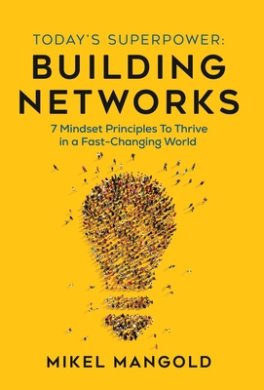 TODAY'S SUPERPOWER:
BUILDING
NETWORKS
7 Mindset Principles To Thrive
in a Fast-Changing World
MIKEL MANGOLD